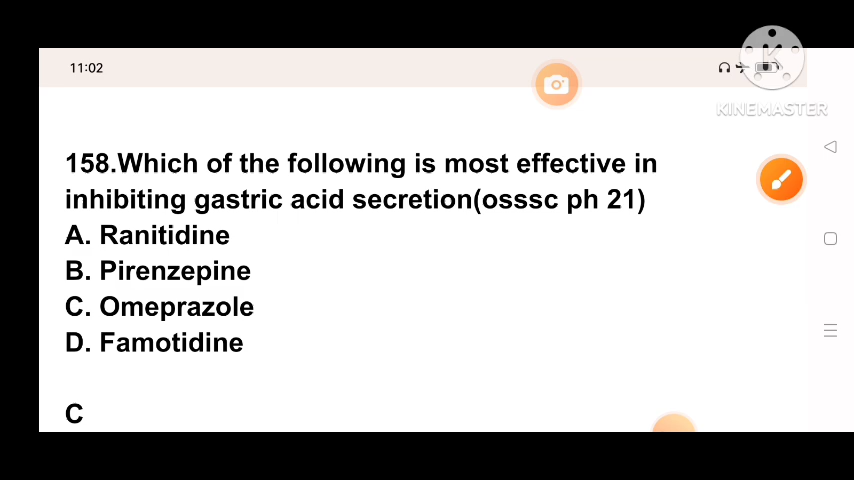 11:02
KINEMASTER
158.Which of the following is most effective in
inhibiting gastric acid secretion(osssc ph 21)
A. Ranitidine
B. Pirenzepine
C. Omeprazole
D. Famotidine
C